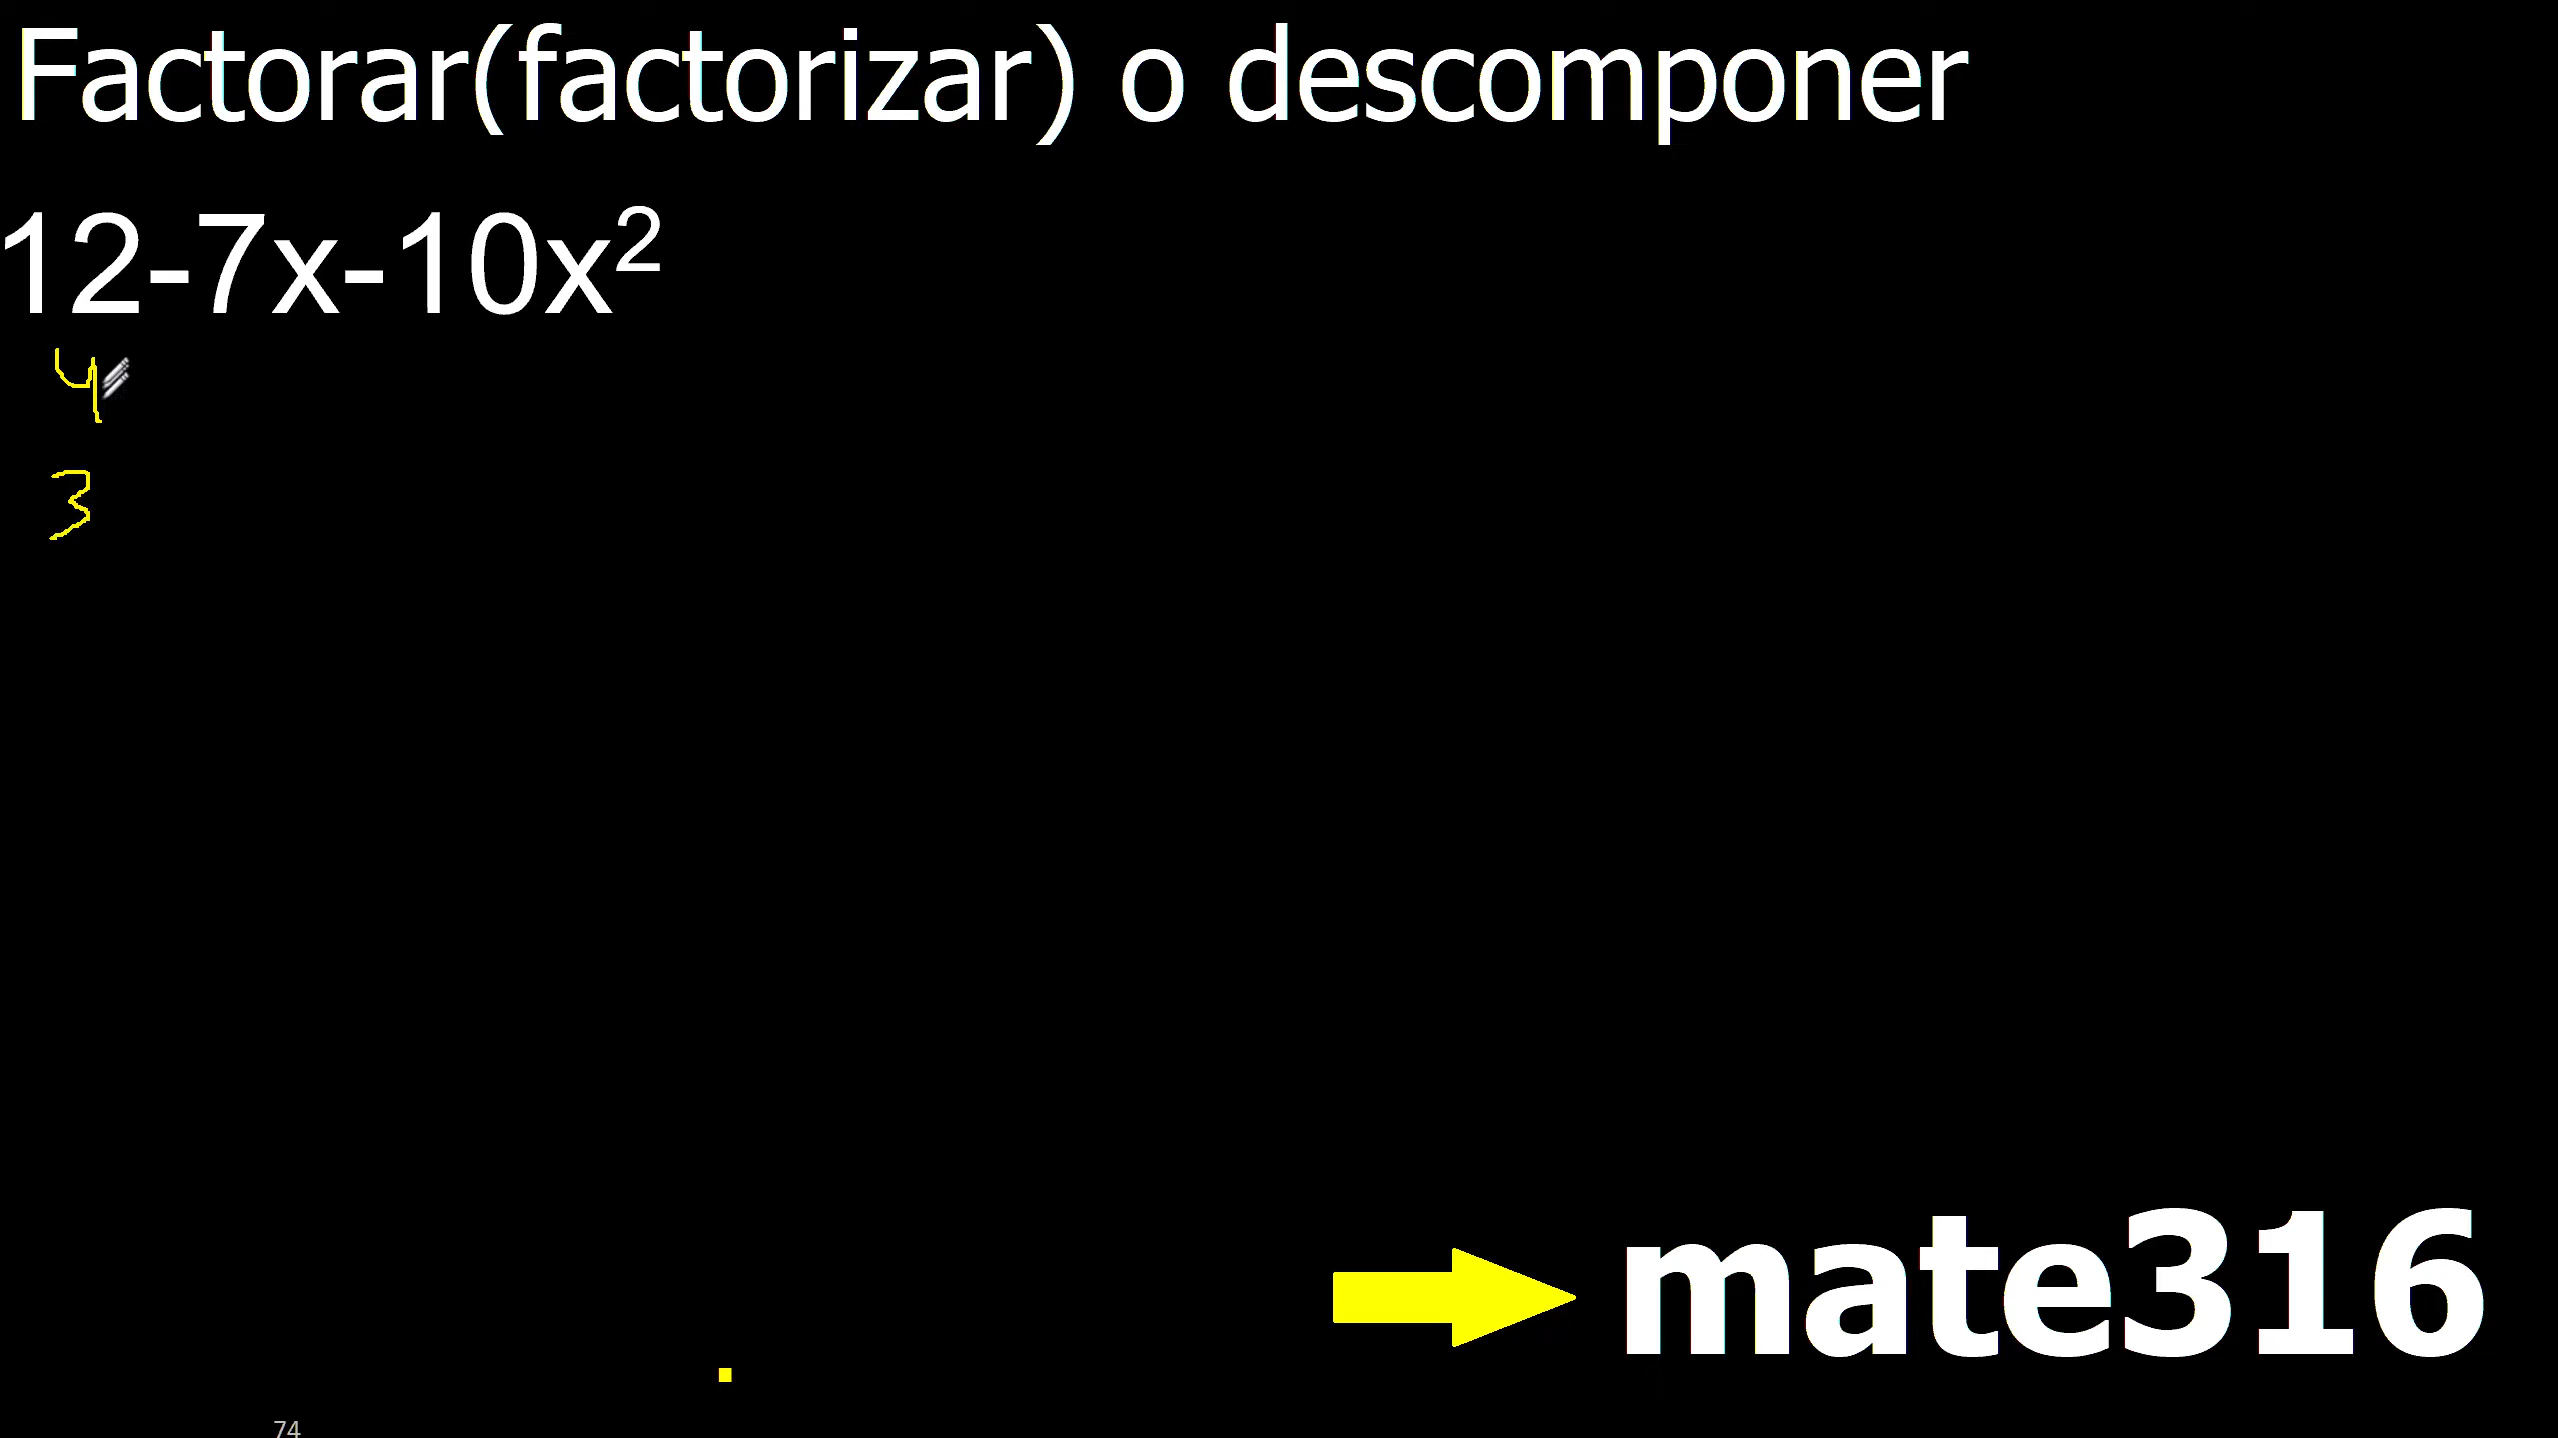 Factorar(factorizar) o descomponer
12-7x-10x²
4
3
mate316
74